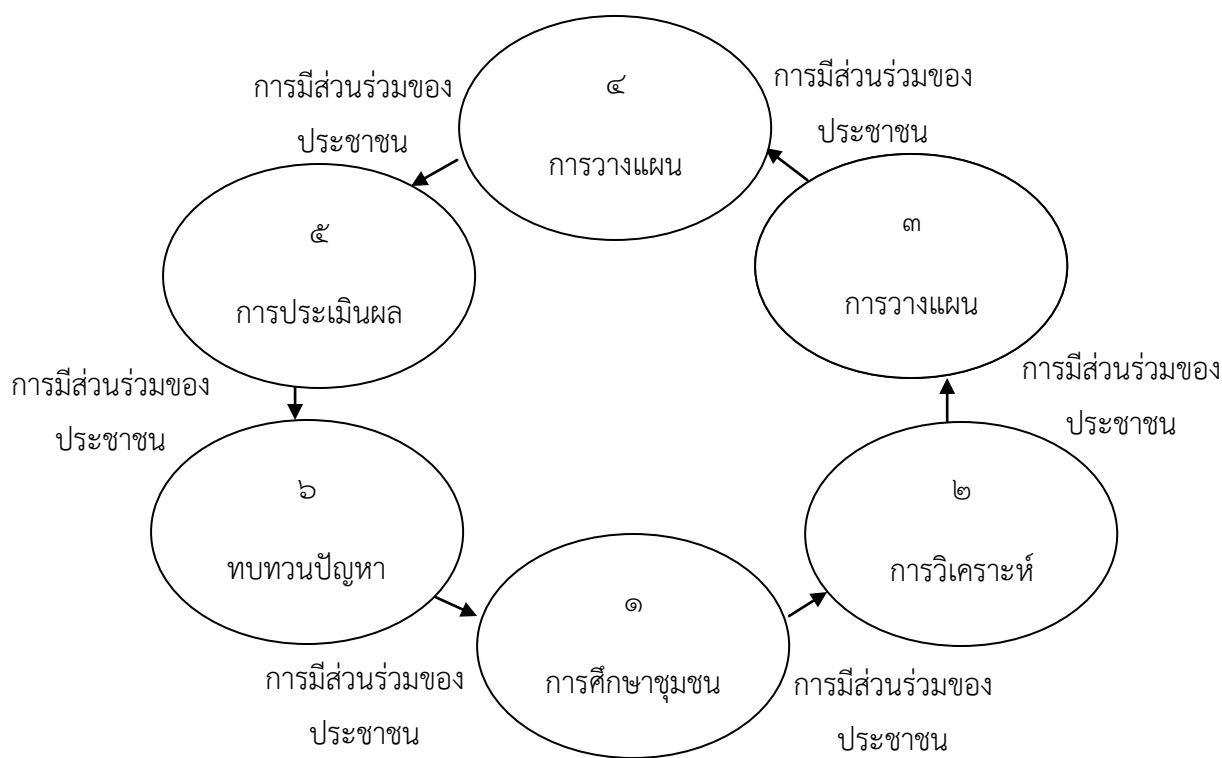 ๔
การวางแผน
การมีส่วนร่วมของ
ประชาชน
การมีส่วนร่วมของ
ประชาชน
๕
การประเมินผล
๓
การวางแผน
การมีส่วนร่วมของ
ประชาชน
การมีส่วนร่วมของ
ประชาชน
๖
ทบทวนปัญหา
๒
การวิเคราะห์
๑
การศึกษาชุมชน
การมีส่วนร่วมของ
ประชาชน
การมีส่วนร่วมของ
ประชาชน